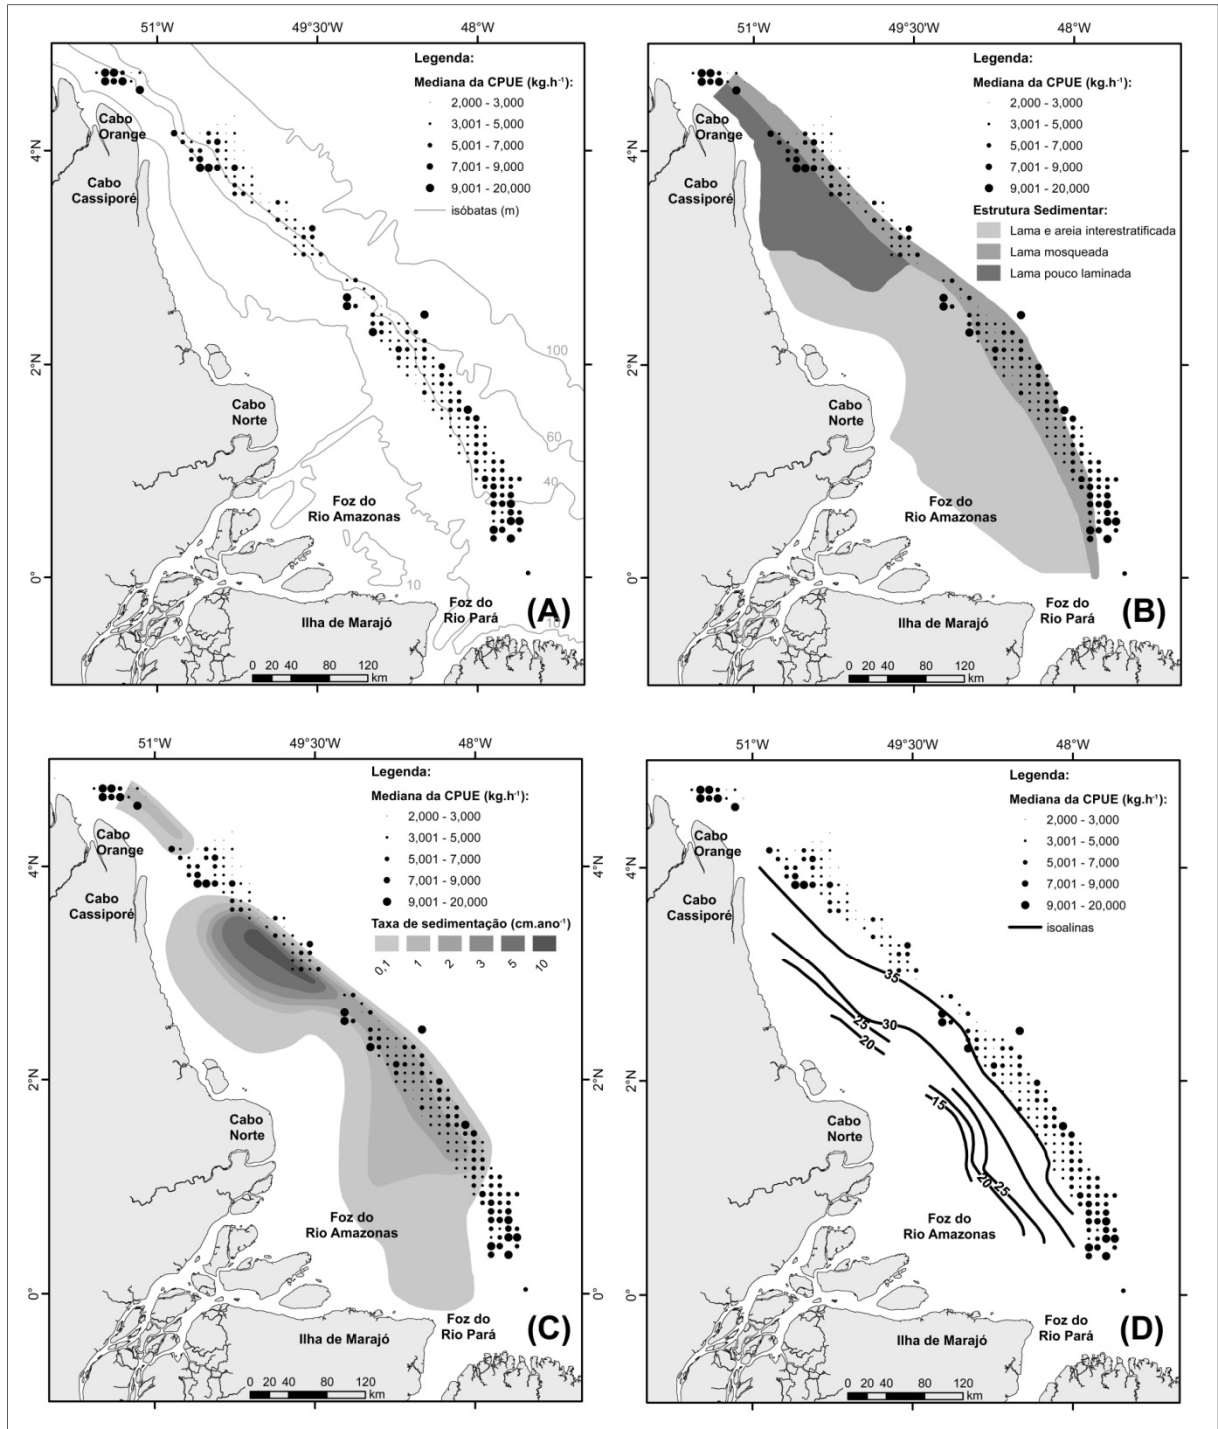 51°W 49°30'W 48°W
Legenda:
Mediana da CPUE (kg.h-1):
2,000 - 3,000
3,001 - 5,000
5,001 - 7,000
7,001 - 9,000
9,001 - 20,000
isóbatas (m)
Cabo
Orange
4°N
Cabo
Cassiporé
100
2°N
Cabo
Norte
60
40
Foz do
Rio Amazonas
10
0°
Foz do
Rio Pará
Ilha de Marajó
10
(A)
0 20 40 80 120
km
51°W 49°30'W 48°W
Legenda:
Mediana da CPUE (kg.h-1):
2,000 - 3,000
3,001 - 5,000
5,001 - 7,000
7,001 - 9,000
9,001 - 20,000
Estrutura Sedimentar:
Lama e areia interestratificada
Lama mosqueada
Lama pouco laminada
Cabo
Orange
4°N
Cabo
Cassiporé
2°N
Cabo
Norte
Foz do
Rio Amazonas
0°
Foz do
Rio Pará
Ilha de Marajó
(B)
0 20 40 80 120
km
51°W 49°30'W 48°W
Legenda:
Mediana da CPUE (kg.h-1):
2,000 - 3,000
3,001 - 5,000
5,001 - 7,000
7,001 - 9,000
9,001 - 20,000
Taxa de sedimentação (cm.ano-1)
0,1 1 2 3 5 10
Cabo
Orange
4°N 4°N
Cabo
Cassiporé
2°N 2°N
Cabo
Norte
Foz do
Rio Amazonas
0° 0°
Foz do
Rio Pará
Ilha de Marajó
(C)
0 20 40 80 120
km
51°W 49°30'W 48°W
Legenda:
Mediana da CPUE (kg.h-1):
2,000 - 3,000
3,001 - 5,000
5,001 - 7,000
7,001 - 9,000
9,001 - 20,000
isoalinas
Cabo
Orange
Cabo
Cassiporé
35
30
25
20
15
20
25
Cabo
Norte
Foz do
Rio Amazonas
Foz do
Rio Pará
Ilha de Marajó
(D)
0 20 40 80 120
km